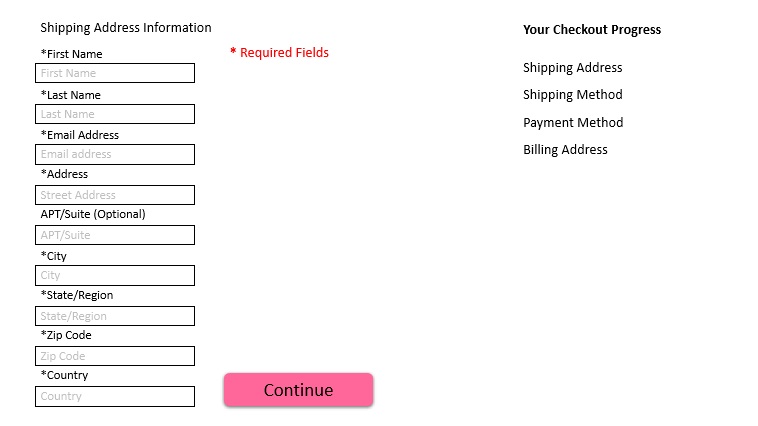 Shipping Address Information
*First Name
* Required Fields
First Name
*Last Name
Last Name
*Email Address
Email address
*Address
Street Address
APT/Suite (Optional)
APT/Suite
*City
City
*State/Region
State/Region
*Zip Code
Zip Code
*Country
Country
Continue
Your Checkout Progress
Shipping Address
Shipping Method
Payment Method
Billing Address